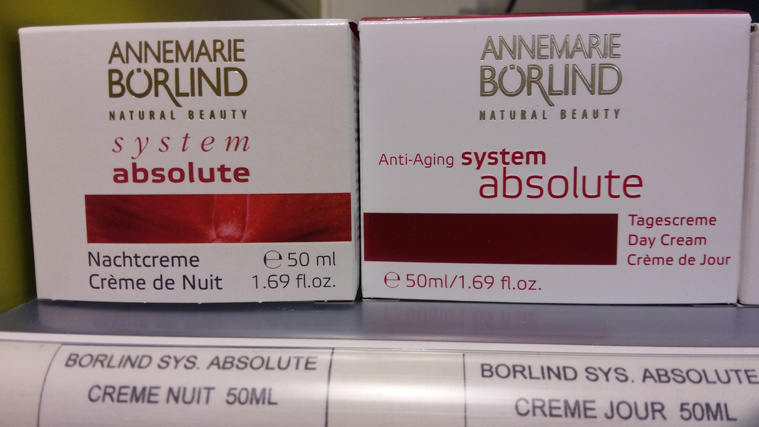 ANNEMARIE
BÖRLIND
NATURAL BEAUTY
system
absolute
Nachtcreme
Crème de Nuit
℮ 50 ml
1.69 fl.oz.
ANNEMARIE
BÖRLIND
NATURAL BEAUTY
Anti-Aging system
absolute
Tagescreme
Day Cream
Crème de Jour
℮ 50ml/1.69 fl.oz.
BORLIND SYS. ABSOLUTE
CREME NUIT 50ML
BORLIND SYS. ABSOLUTE
CREME JOUR 50ML